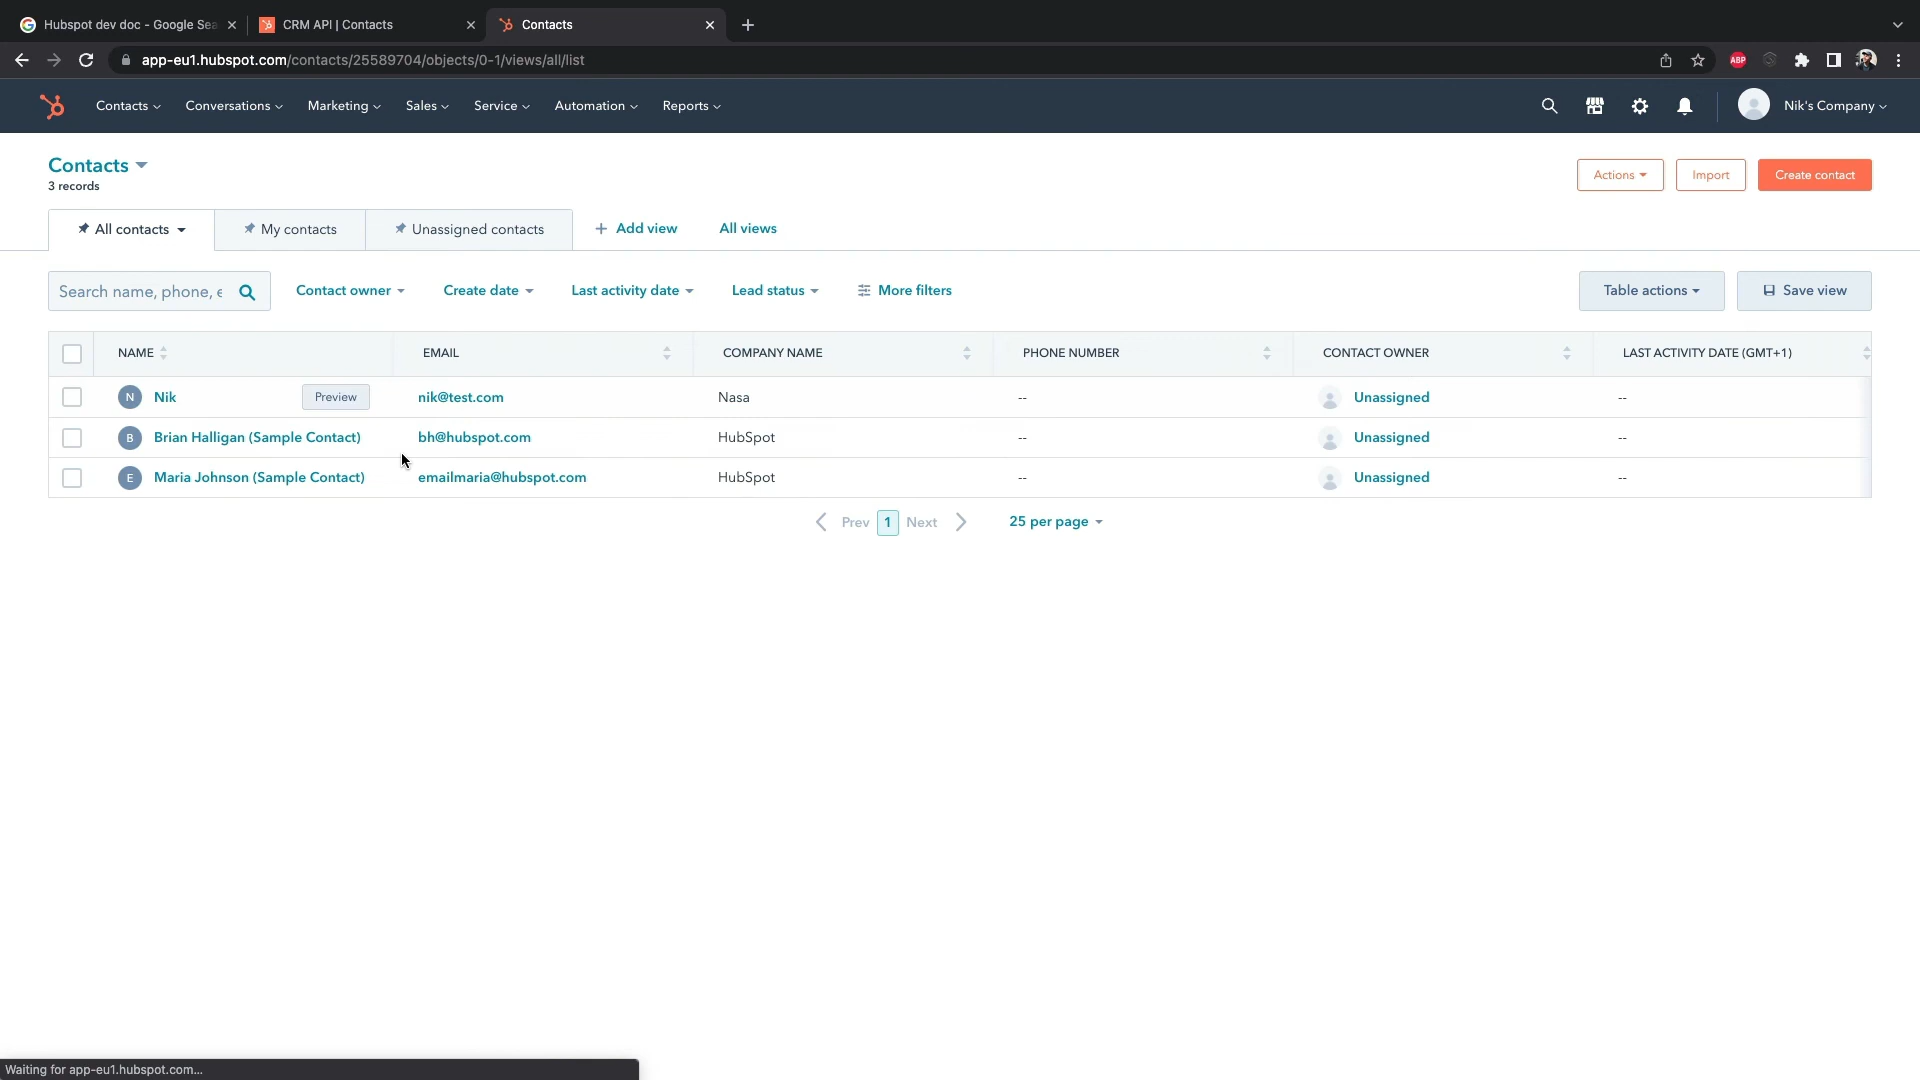 Hubspot dev doc - Google Sea
CRM API | Contacts
Contacts
app-eu1.hubspot.com/contacts/25589704/objects/0-1/views/all/list
ABP
Contacts
Conversations
Marketing
Sales
Service
Automation
Reports
Nik's Company
Contacts
3 records
Actions
Import
Create contact
All contacts
My contacts
Unassigned contacts
+ Add view
All views
Search name, phone, e
Contact owner
Create date
Last activity date
Lead status
More filters
Table actions
Save view
NAME EMAIL COMPANY NAME PHONE NUMBER CONTACT OWNER LAST ACTIVITY DATE (GMT+1)
N Nik Preview nik@test.com Nasa -- Unassigned --
B Brian Halligan (Sample Contact) bh@hubspot.com HubSpot -- Unassigned --
E Maria Johnson (Sample Contact) emailmaria@hubspot.com HubSpot -- Unassigned --
Prev 1 Next 25 per page
Waiting for app-eu1.hubspot.com...